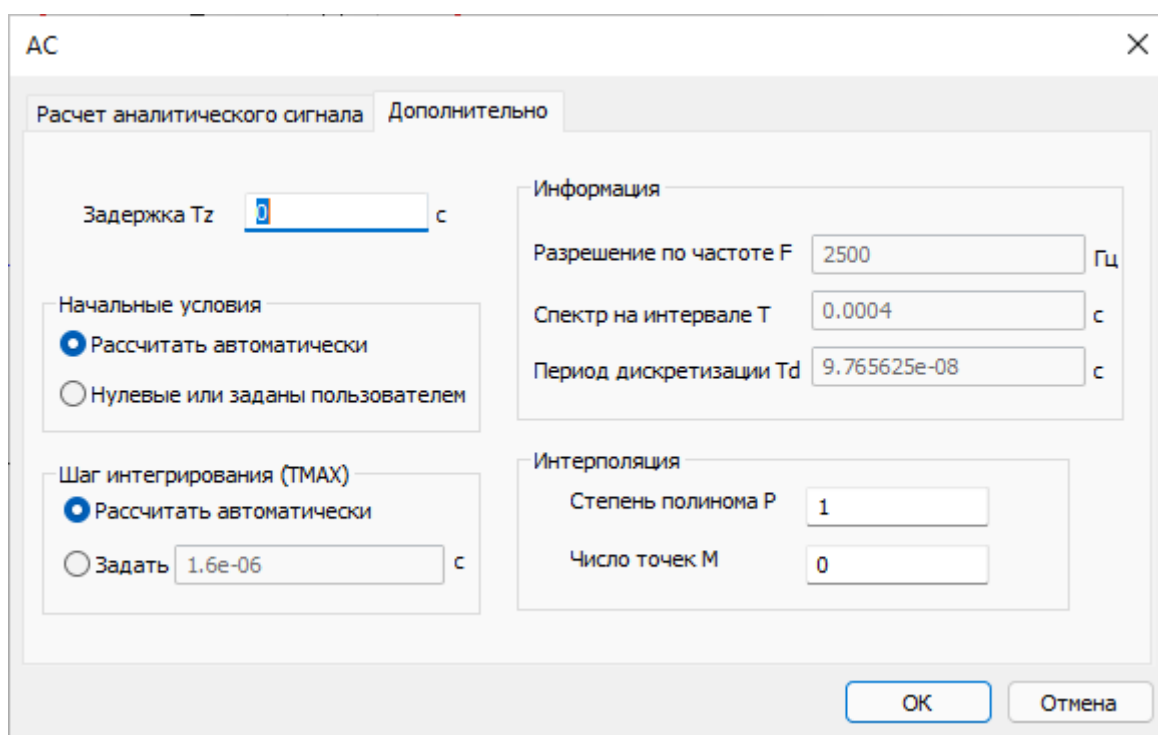 АС
Расчет аналитического сигнала
Дополнительно
Задержка Tz 0 с
Начальные условия
Рассчитать автоматически
Нулевые или заданы пользователем
Шаг интегрирования (TMAX)
Рассчитать автоматически
Задать 1.6e-06 с
Информация
Разрешение по частоте F 2500 Гц
Спектр на интервале T 0.0004 с
Период дискретизации Td 9.765625e-08 с
Интерполяция
Степень полинома P 1
Число точек M 0
ОК
Отмена